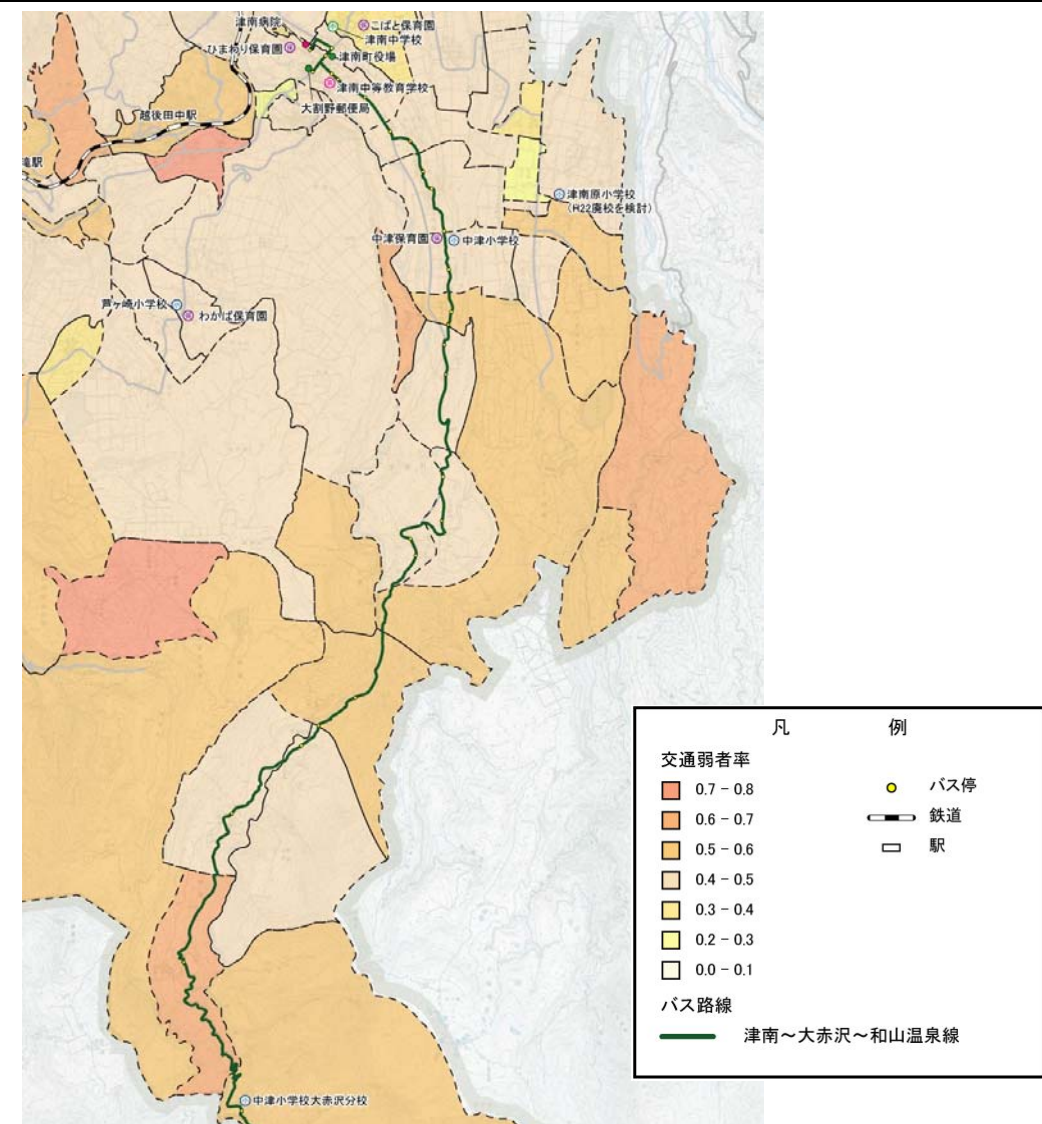 津南病院
こばと保育園
津南中学校
ひまわり保育園
津南町役場
津南中等教育学校
大割野郵便局
越後田中駅
滝駅
津南原小学校
(H22廃校を検討)
中津保育園
中津小学校
芦ヶ崎小学校
わかば保育園
中津小学校大赤沢分校
凡 例
交通弱者率
0.7 - 0.8
0.6 - 0.7
0.5 - 0.6
0.4 - 0.5
0.3 - 0.4
0.2 - 0.3
0.0 - 0.1
バス停
鉄道
駅
バス路線
津南~大赤沢~和山温泉線